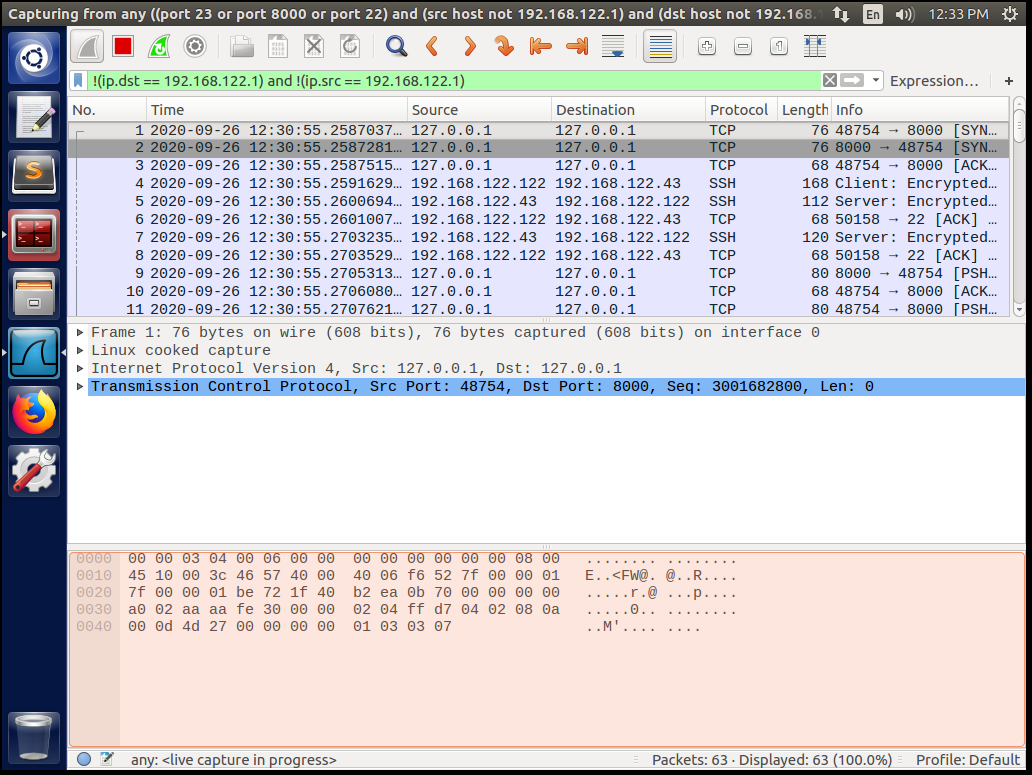 Capturing from any ((port 23 or port 8000 or port 22) and (src host not 192.168.122.1) and (dst host not 192.168 En 12:33 PM
!(ip.dst == 192.168.122.1) and !(ip.src == 192.168.122.1) Expression… +
No. Time Source Destination Protocol Length Info
1 2020-09-26 12:30:55.2587037… 127.0.0.1 127.0.0.1 TCP 76 48754 → 8000 [SYN…
2 2020-09-26 12:30:55.2587281… 127.0.0.1 127.0.0.1 TCP 76 8000 → 48754 [SYN…
3 2020-09-26 12:30:55.2587515… 127.0.0.1 127.0.0.1 TCP 68 48754 → 8000 [ACK…
4 2020-09-26 12:30:55.2591629… 192.168.122.122 192.168.122.43 SSH 168 Client: Encrypted…
5 2020-09-26 12:30:55.2600694… 192.168.122.43 192.168.122.122 SSH 112 Server: Encrypted…
6 2020-09-26 12:30:55.2601007… 192.168.122.122 192.168.122.43 TCP 68 50158 → 22 [ACK] …
7 2020-09-26 12:30:55.2703235… 192.168.122.43 192.168.122.122 SSH 120 Server: Encrypted…
8 2020-09-26 12:30:55.2703529… 192.168.122.122 192.168.122.43 TCP 68 50158 → 22 [ACK] …
9 2020-09-26 12:30:55.2705313… 127.0.0.1 127.0.0.1 TCP 80 8000 → 48754 [PSH…
10 2020-09-26 12:30:55.2706080… 127.0.0.1 127.0.0.1 TCP 68 48754 → 8000 [ACK…
11 2020-09-26 12:30:55.2707621… 127.0.0.1 127.0.0.1 TCP 80 48754 → 8000 [PSH…
Frame 1: 76 bytes on wire (608 bits), 76 bytes captured (608 bits) on interface 0
Linux cooked capture
Internet Protocol Version 4, Src: 127.0.0.1, Dst: 127.0.0.1
Transmission Control Protocol, Src Port: 48754, Dst Port: 8000, Seq: 3001682800, Len: 0
0000 00 00 03 04 00 06 00 00 00 00 00 00 00 00 08 00 ........ ........
0010 45 10 00 3c 46 57 40 00 40 06 f6 52 7f 00 00 01 E..<FW@. @..R....
0020 7f 00 00 01 be 72 1f 40 b2 ea 0b 70 00 00 00 00 .....r.@ ...p....
0030 a0 02 aa aa fe 30 00 00 02 04 ff d7 04 02 08 0a .....0.. ........
0040 00 0d 4d 27 00 00 00 00 01 03 03 07 ..M'.... ....
any: <live capture in progress> Packets: 63 · Displayed: 63 (100.0%) Profile: Default